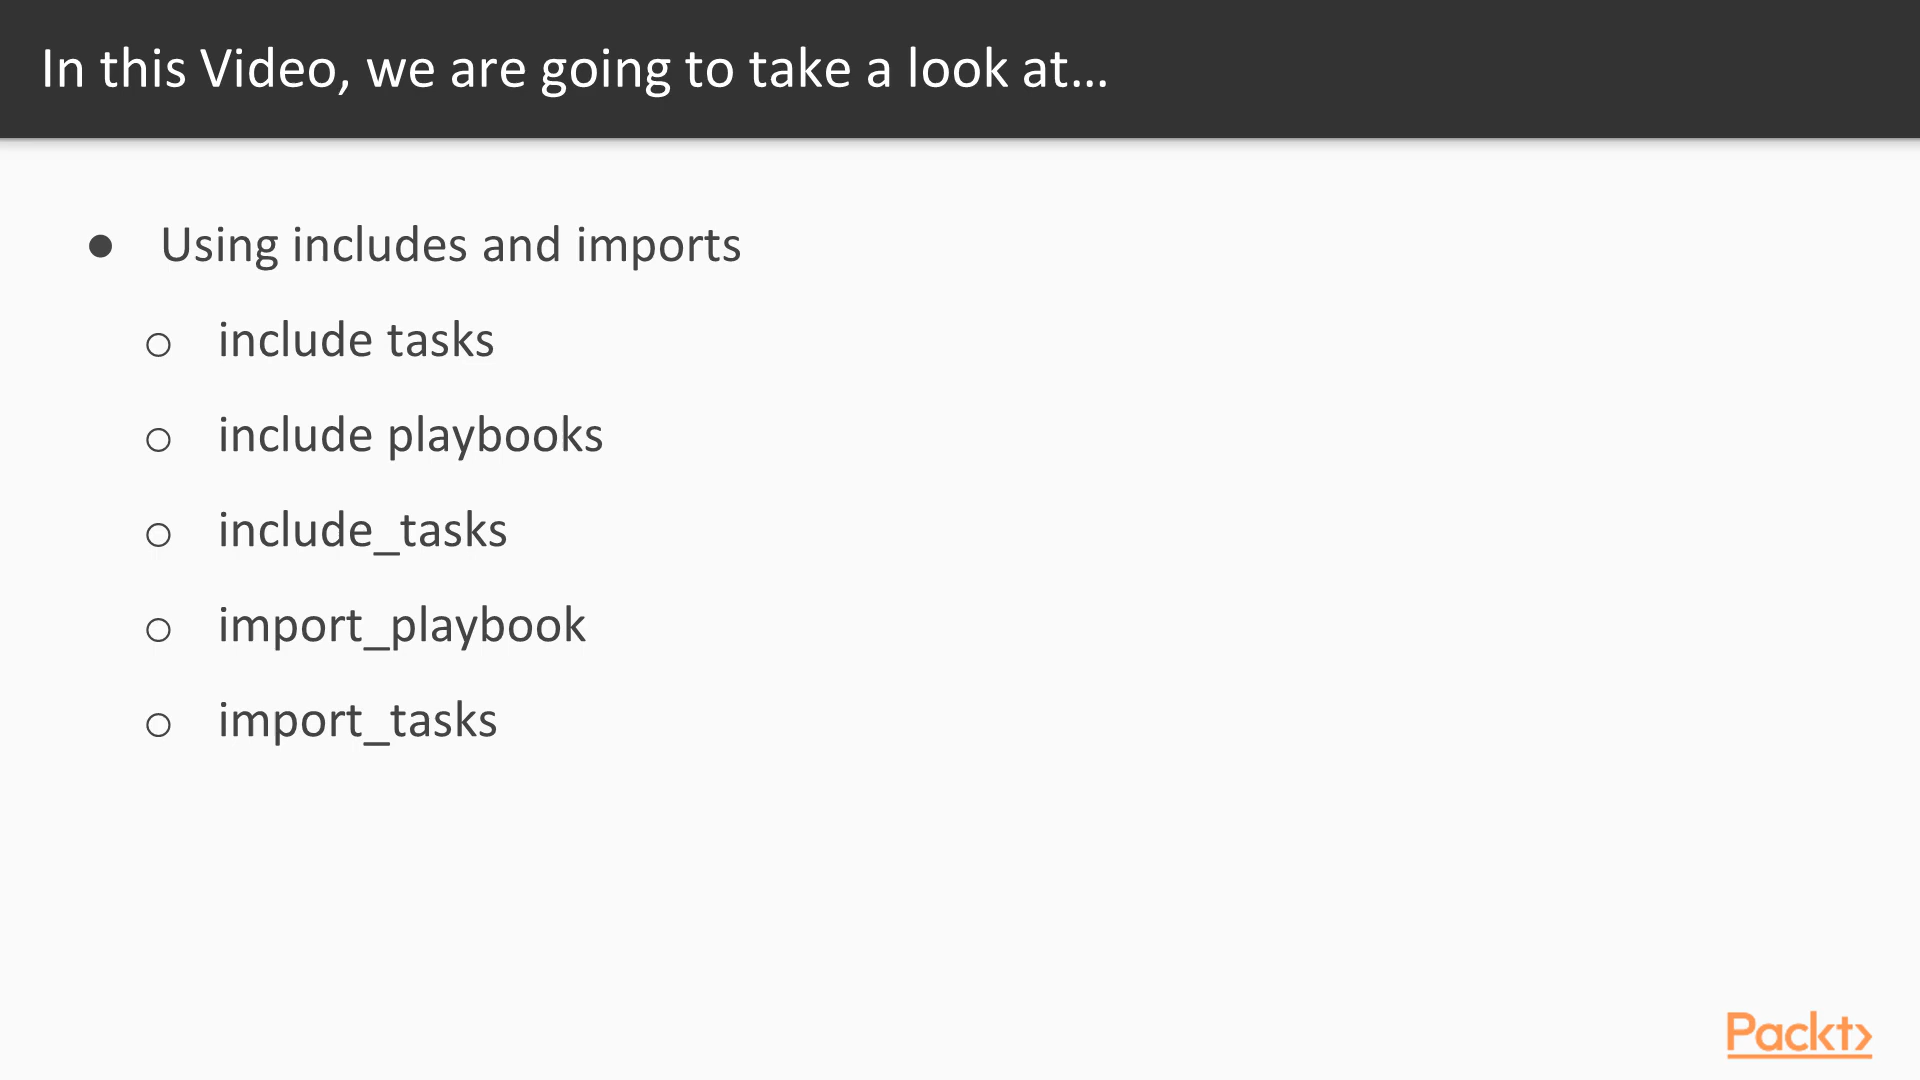 In this Video, we are going to take a look at...
● Using includes and imports
○ include tasks
○ include playbooks
○ include_tasks
○ import_playbook
○ import_tasks
Packt>